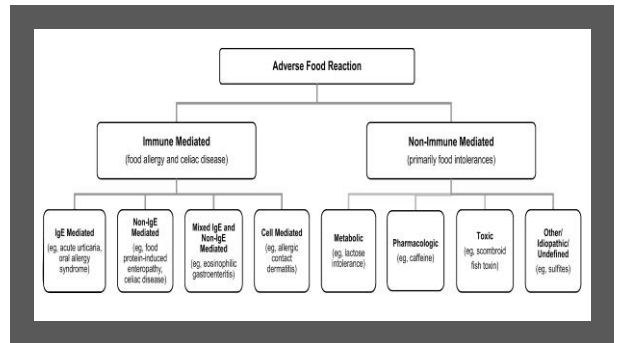 Adverse Food Reaction
Immune Mediated
(food allergy and celiac disease)
Non-Immune Mediated
(primarily food intolerances)
IgE Mediated
(eg, acute urticaria,
oral allergy
syndrome)
Non-IgE
Mediated
(eg, food
protein-induced
enteropathy,
celiac disease)
Mixed IgE and
Non-IgE
Mediated
(eg, eosinophilic
gastroenteritis)
Cell Mediated
(eg, allergic
contact
dermatitis)
Metabolic
(eg, lactose
intolerance)
Pharmacologic
(eg, caffeine)
Toxic
(eg, scombroid
fish toxin)
Other/
Idiopathic/
Undefined
(eg, sulfites)